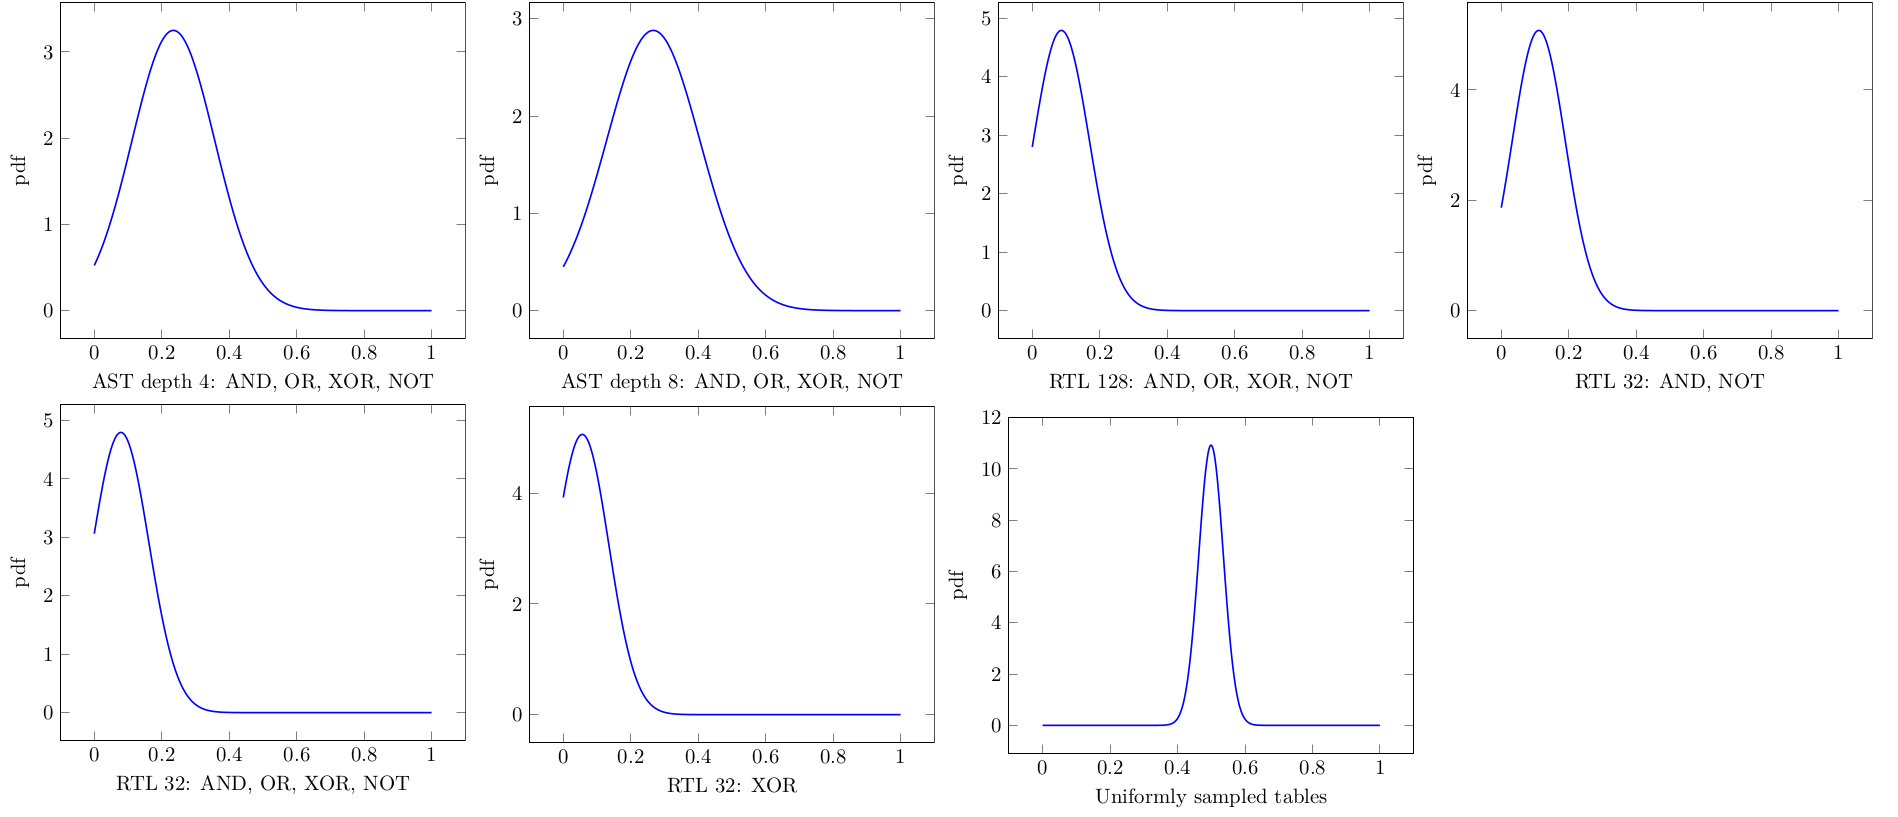 3
2
1
0
pdf
0 0.2 0.4 0.6 0.8 1
AST depth 4: AND, OR, XOR, NOT
3
2
1
0
pdf
0 0.2 0.4 0.6 0.8 1
AST depth 8: AND, OR, XOR, NOT
5
4
3
2
1
0
pdf
0 0.2 0.4 0.6 0.8 1
RTL 128: AND, OR, XOR, NOT
4
2
0
pdf
0 0.2 0.4 0.6 0.8 1
RTL 32: AND, NOT
5
4
3
2
1
0
pdf
0 0.2 0.4 0.6 0.8 1
RTL 32: AND, OR, XOR, NOT
4
2
0
pdf
0 0.2 0.4 0.6 0.8 1
RTL 32: XOR
12
10
8
6
4
2
0
pdf
0 0.2 0.4 0.6 0.8 1
Uniformly sampled tables